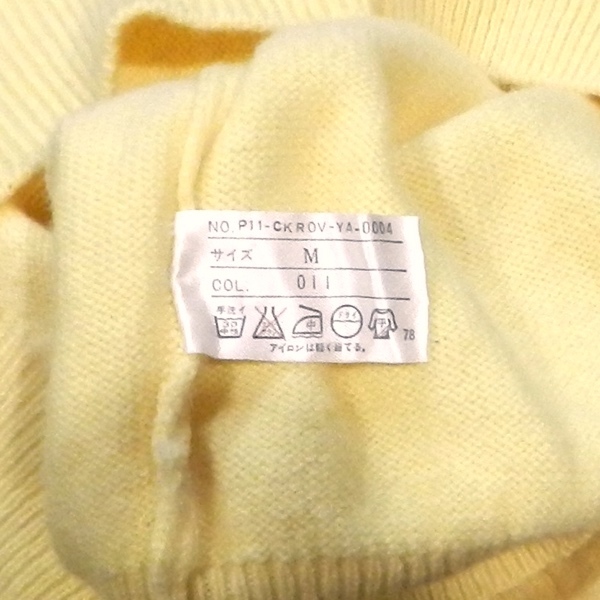 NO. P11-CKROV-YA-0004
サイズ M
COL. 011
手洗イ
中 ドライ 平
78
アイロンは軽く当てる。